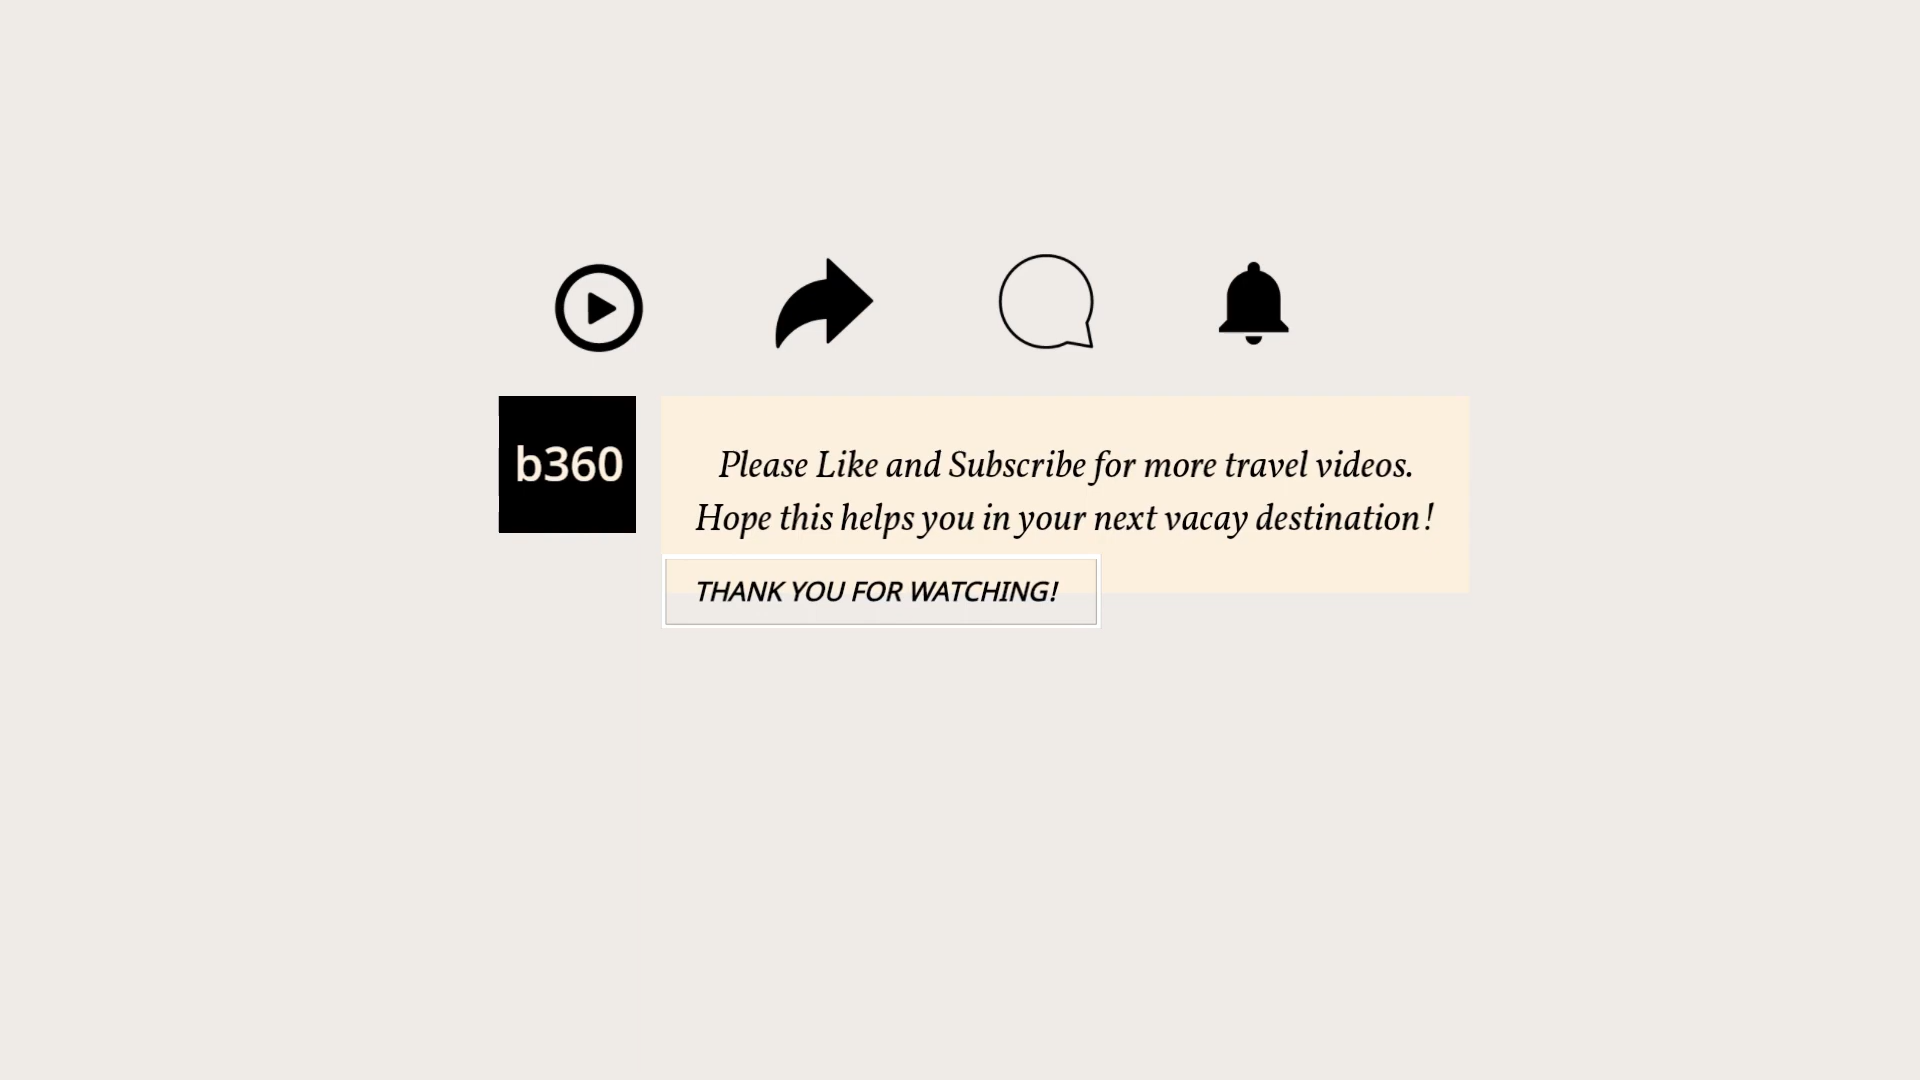 b360
Please Like and Subscribe for more travel videos.
Hope this helps you in your next vacay destination!
THANK YOU FOR WATCHING!